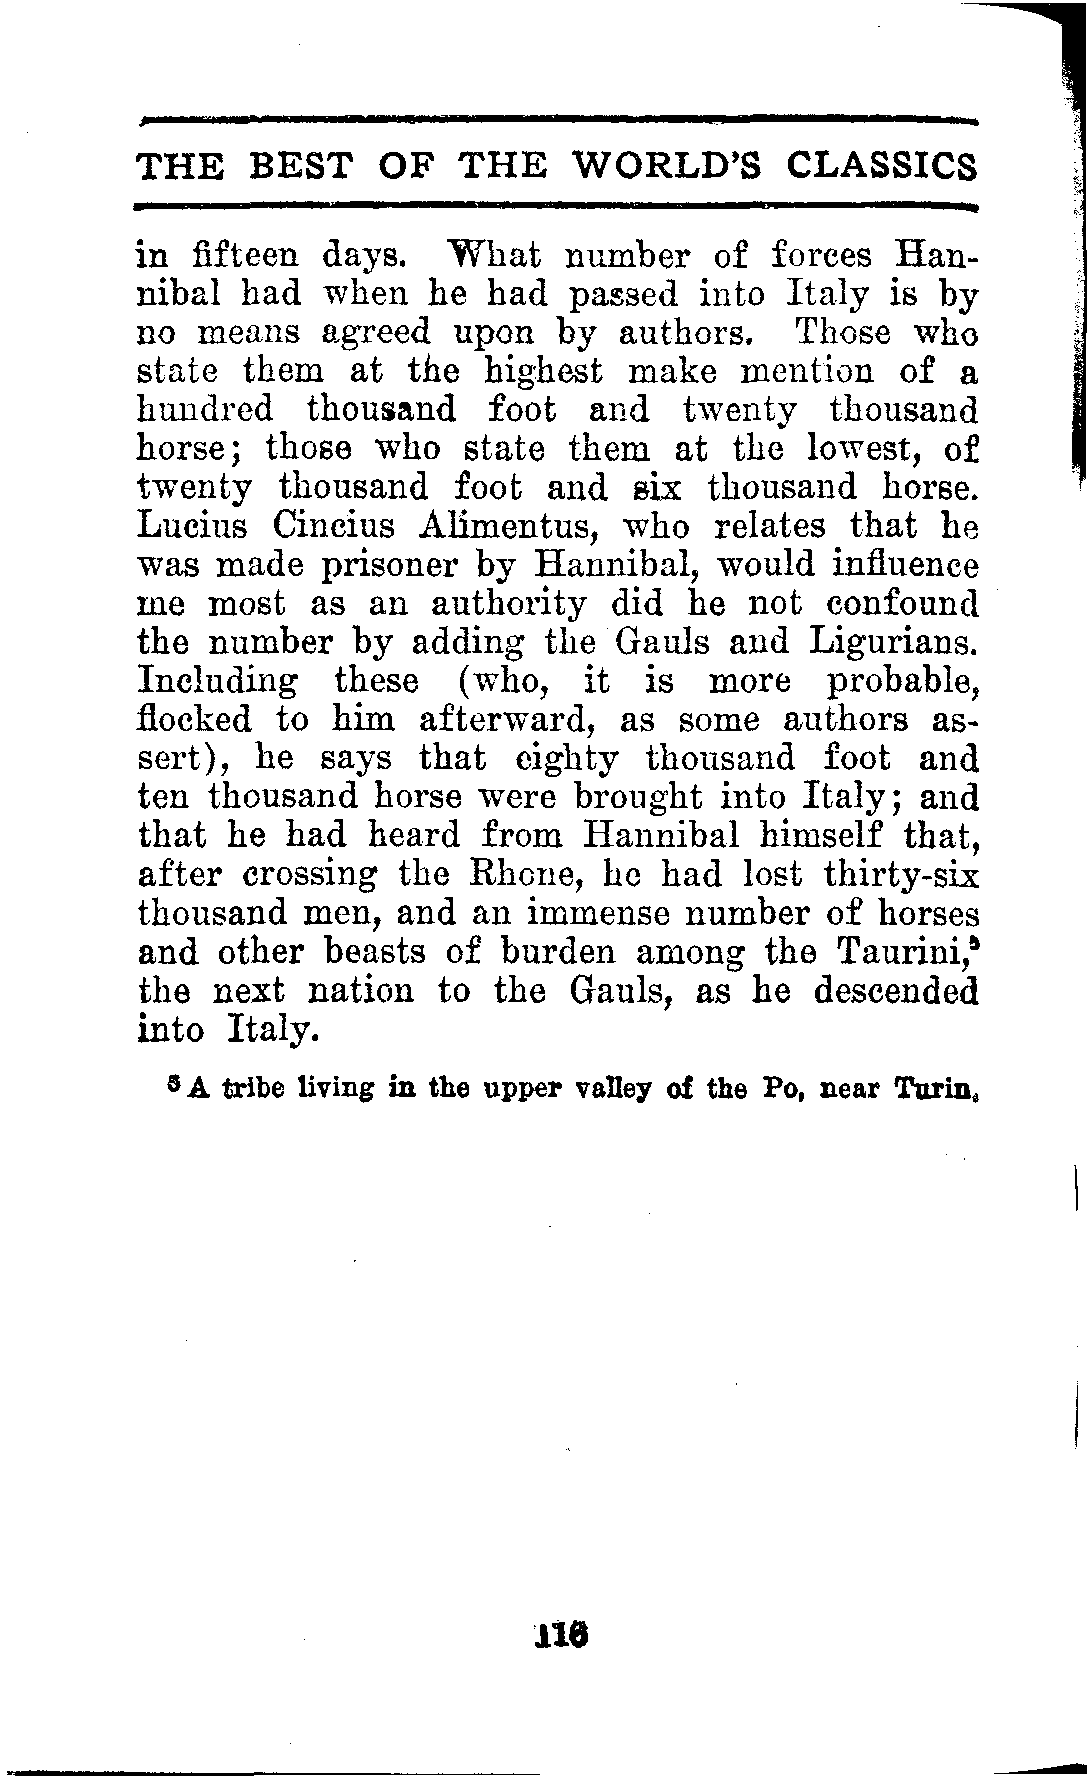 THE BEST OF THE WORLD'S CLASSICS
in fifteen days. What number of forces Han-
nibal had when he had passed into Italy is by
no means agreed upon by authors. Those who
state them at the highest make mention of a
hundred thousand foot and twenty thousand
horse; those who state them at the lowest, of
twenty thousand foot and six thousand horse.
Lucius Cincius Alimentus, who relates that he
was made prisoner by Hannibal, would influence
me most as an authority did he not confound
the number by adding the Gauls and Ligurians.
Including these (who, it is more probable,
flocked to him afterward, as some authors as-
sert), he says that eighty thousand foot and
ten thousand horse were brought into Italy; and
that he had heard from Hannibal himself that,
after crossing the Rhone, he had lost thirty-six
thousand men, and an immense number of horses
and other beasts of burden among the Taurini,⁵
the next nation to the Gauls, as he descended
into Italy.
⁵ A tribe living in the upper valley of the Po, near Turin.
116